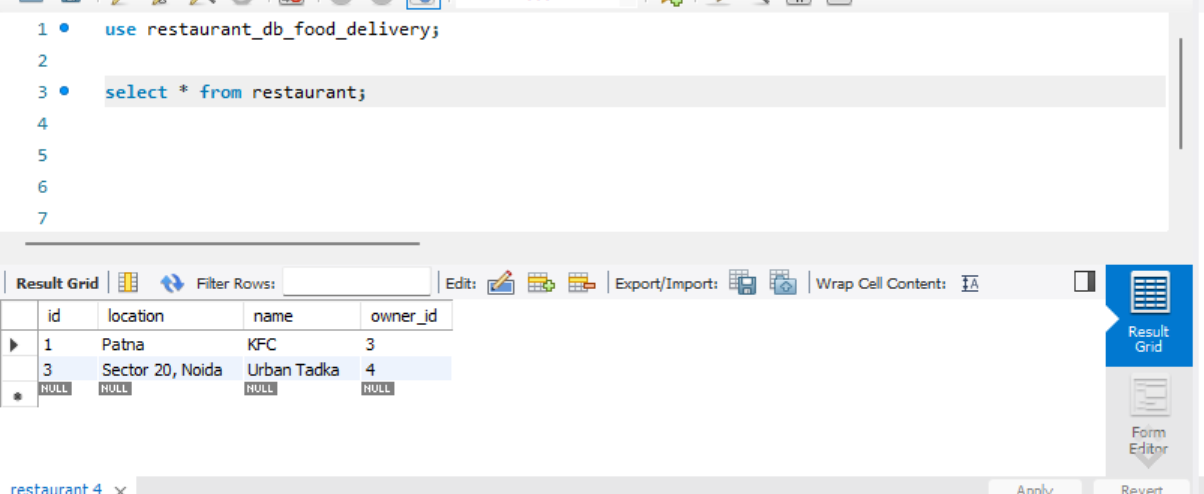 1 use restaurant_db_food_delivery;
2
3 select * from restaurant;
4
5
6
7
Result Grid Filter Rows: Edit: Export/Import: Wrap Cell Content: IA
id location name owner_id
1 Patna KFC 3
3 Sector 20, Noida Urban Tadka 4
NULL NULL NULL NULL
Result
Grid
Form
Editor
restaurant 4 × Apply Revert